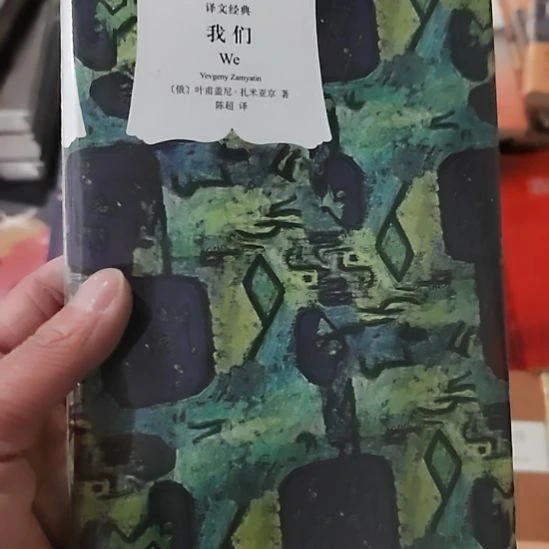 译文经典
我们
We
Yevgeny Zamyatin
〔俄〕叶甫盖尼·扎米亚京 著
陈超 译